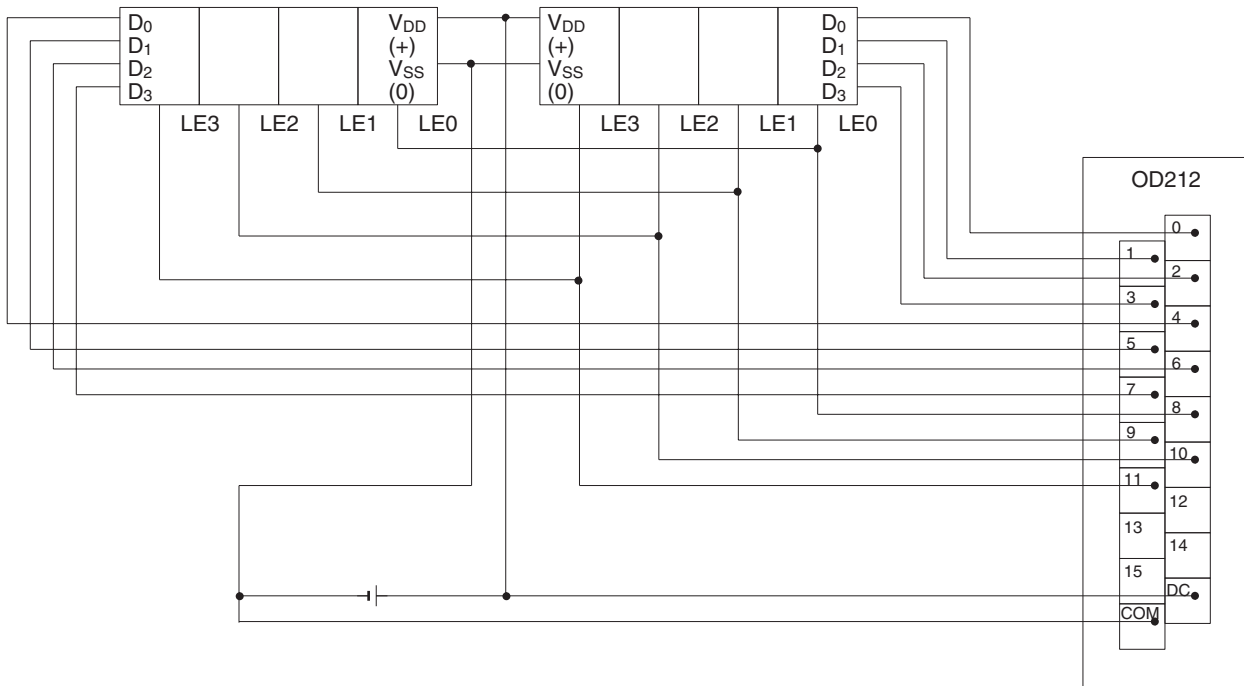 D0
D1
D2
D3
VDD
(+)
VSS
(0)
VDD
(+)
VSS
(0)
D0
D1
D2
D3
LE3
LE2
LE1
LE0
LE3
LE2
LE1
LE0
OD212
0
1
2
3
4
5
6
7
8
9
10
11
12
13
14
15
DC
COM